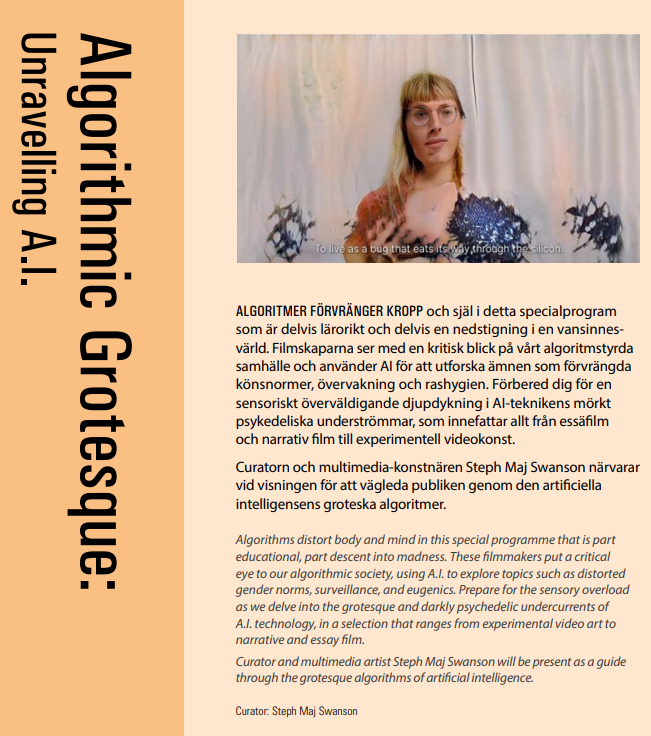 Algorithmic Grotesque:
Unravelling A.I.
To live as a bug that eats its way through the silicon.
ALGORITMER FÖRVRÄNGER KROPP och själ i detta specialprogram
som är delvis lärorikt och delvis en nedstigning i en vansinnes-
värld. Filmskaparna ser med en kritisk blick på vårt algoritmstyrda
samhälle och använder AI för att utforska ämnen som förvrängda
könsnormer, övervakning och rashygien. Förbered dig för en
sensoriskt överväldigande djupdykning i AI-teknikens mörkt
psykedeliska underströmmar, som innefattar allt från essäfilm
och narrativ film till experimentell videokonst.
Curatorn och multimedia-konstnären Steph Maj Swanson närvarar
vid visningen för att vägleda publiken genom den artificiella
intelligensens groteska algoritmer.
Algorithms distort body and mind in this special programme that is part
educational, part descent into madness. These filmmakers put a critical
eye to our algorithmic society, using A.I. to explore topics such as distorted
gender norms, surveillance, and eugenics. Prepare for the sensory overload
as we delve into the grotesque and darkly psychedelic undercurrents of
A.I. technology, in a selection that ranges from experimental video art to
narrative and essay film.
Curator and multimedia artist Steph Maj Swanson will be present as a guide
through the grotesque algorithms of artificial intelligence.
Curator: Steph Maj Swanson